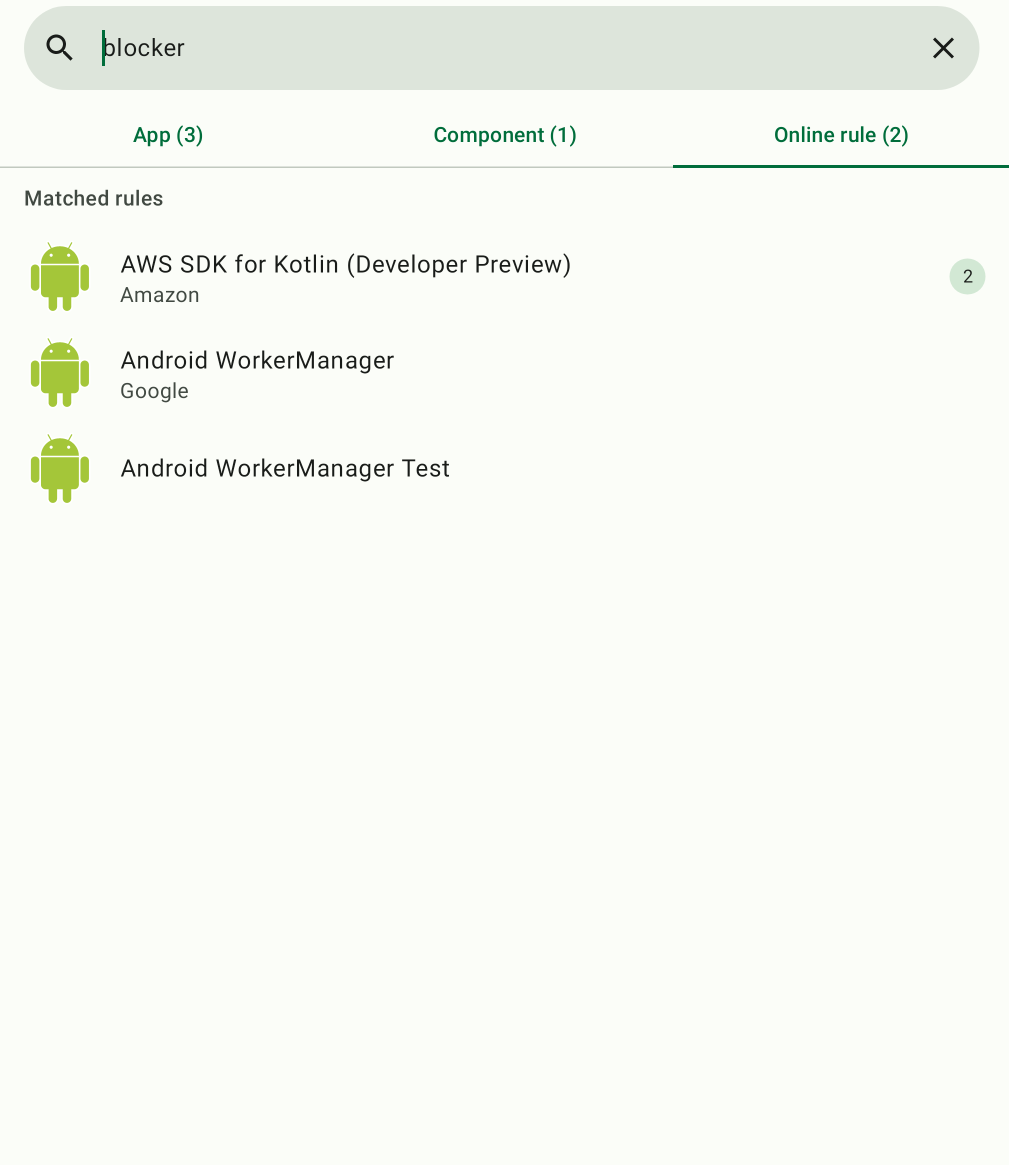 blocker
App (3)
Component (1)
Online rule (2)
Matched rules
AWS SDK for Kotlin (Developer Preview)
Amazon
2
Android WorkerManager
Google
Android WorkerManager Test